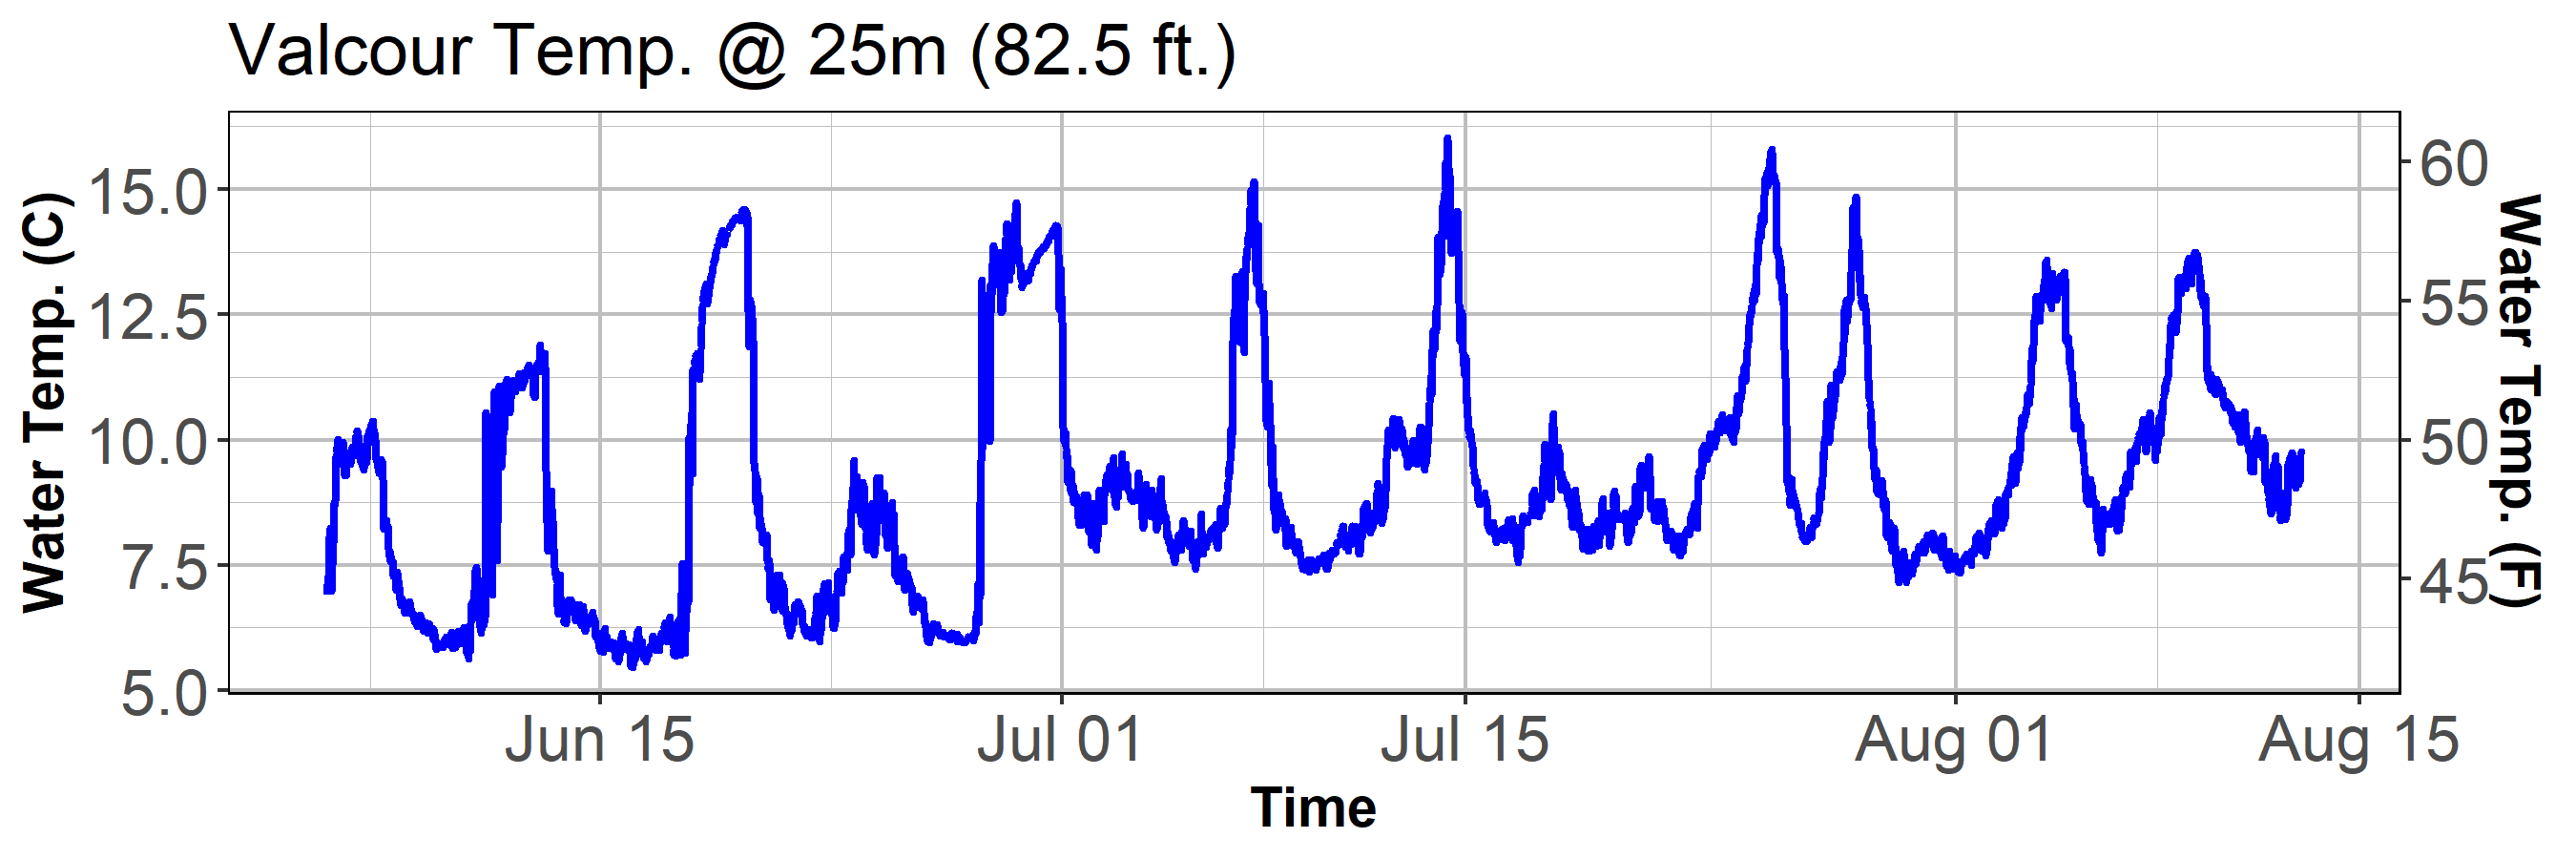 Valcour Temp. @ 25m (82.5 ft.)
Water Temp. (C)
15.0
12.5
10.0
7.5
5.0
60
55
50
45
Water Temp. (F)
Jun 15 Jul 01 Jul 15 Aug 01 Aug 15
Time